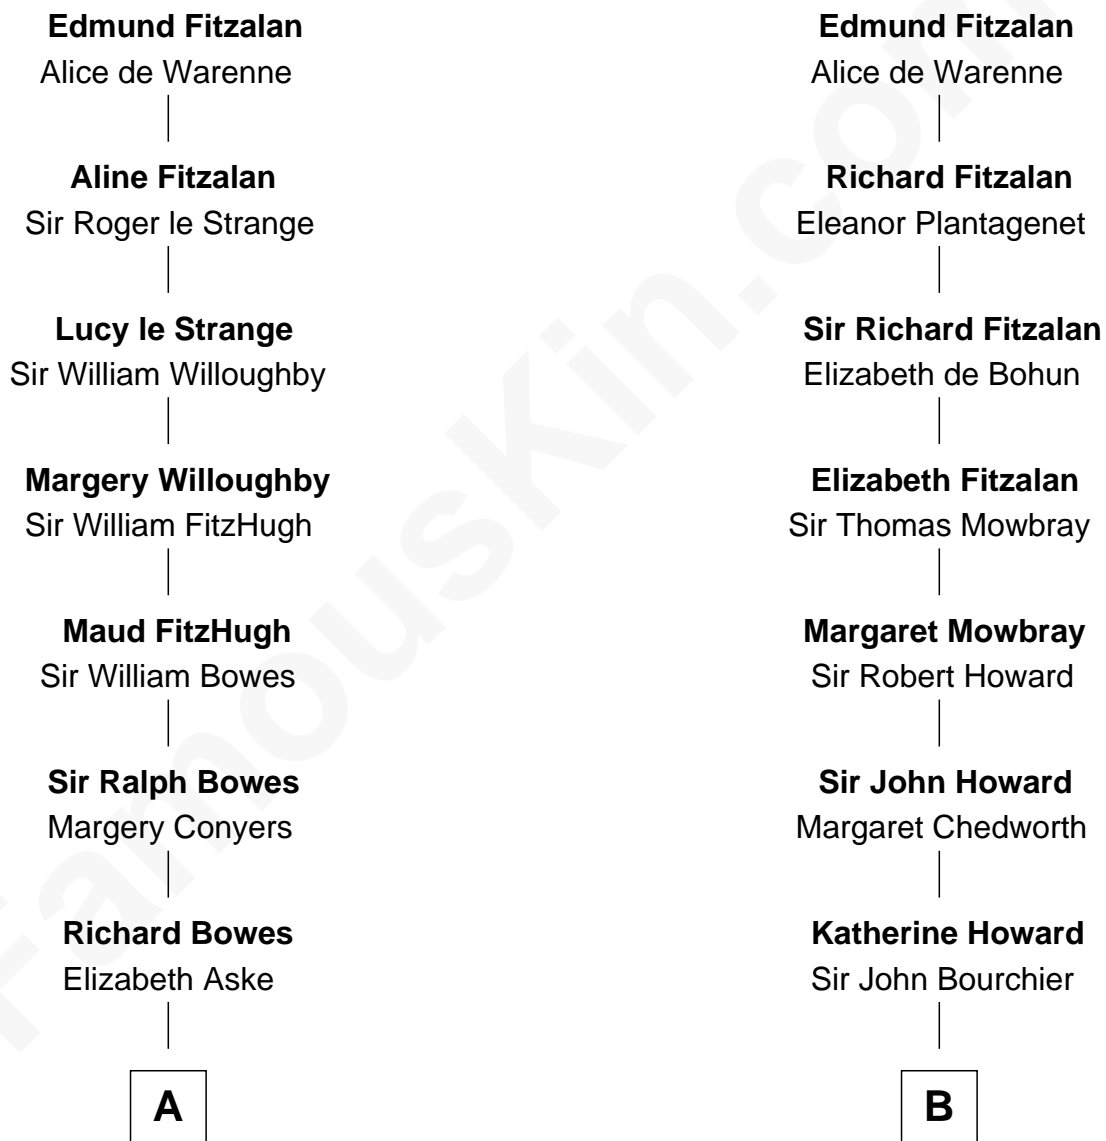 Edmund Fitzalan
Alice de Warenne
Aline Fitzalan
Sir Roger le Strange
Lucy le Strange
Sir William Willoughby
Margery Willoughby
Sir William FitzHugh
Maud FitzHugh
Sir William Bowes
Sir Ralph Bowes
Margery Conyers
Richard Bowes
Elizabeth Aske
A
Edmund Fitzalan
Alice de Warenne
Richard Fitzalan
Eleanor Plantagenet
Sir Richard Fitzalan
Elizabeth de Bohun
Elizabeth Fitzalan
Sir Thomas Mowbray
Margaret Mowbray
Sir Robert Howard
Sir John Howard
Margaret Chedworth
Katherine Howard
Sir John Bourchier
B
FamousKin.com